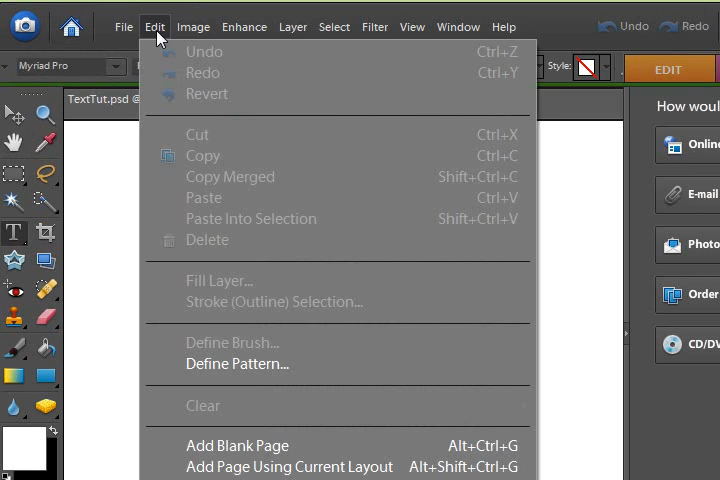 File Edit Image Enhance Layer Select Filter View Window Help Undo Redo
Myriad Pro Style: EDIT
TextTut.psd @
How woul
Undo Ctrl+Z
Redo Ctrl+Y
Revert
Cut Ctrl+X
Copy Ctrl+C
Copy Merged Shift+Ctrl+C
Paste Ctrl+V
Paste Into Selection Shift+Ctrl+V
Delete
Fill Layer...
Stroke (Outline) Selection...
Define Brush...
Define Pattern...
Clear
Add Blank Page Alt+Ctrl+G
Add Page Using Current Layout Alt+Shift+Ctrl+G
Online
E-mail
Photo
Order
CD/DV